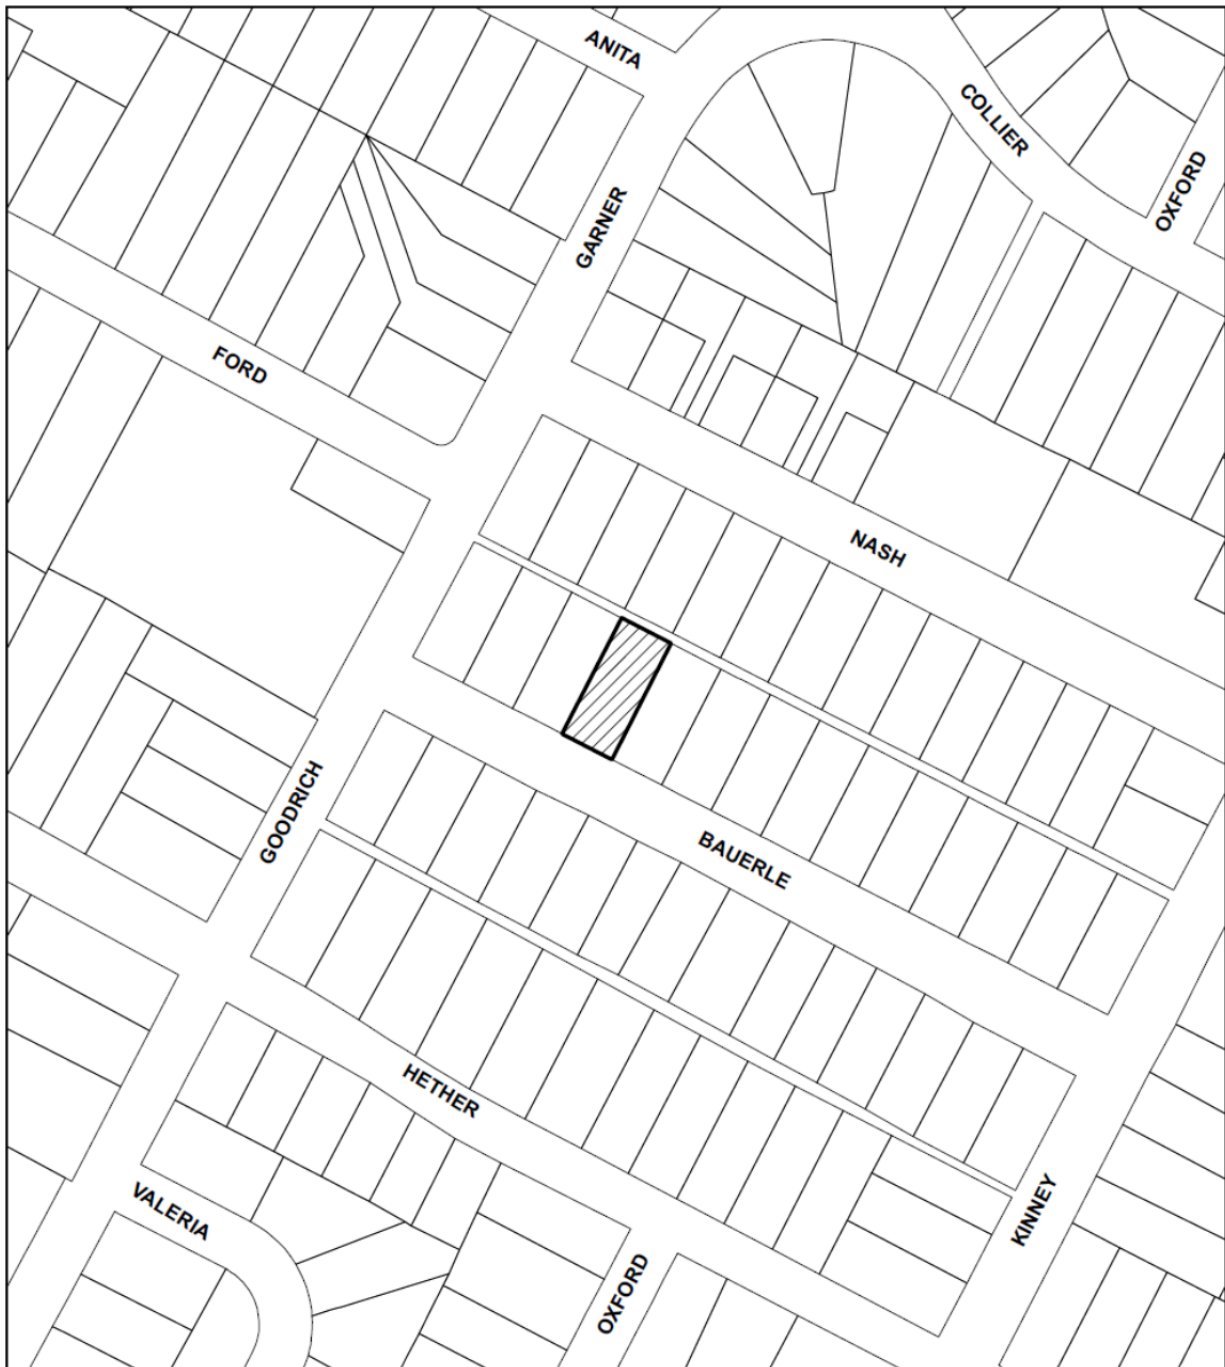 ANITA
COLLIER
OXFORD
GARNER
FORD
NASH
GOODRICH
BAUERLE
HETHER
VALERIA
KINNEY
OXFORD